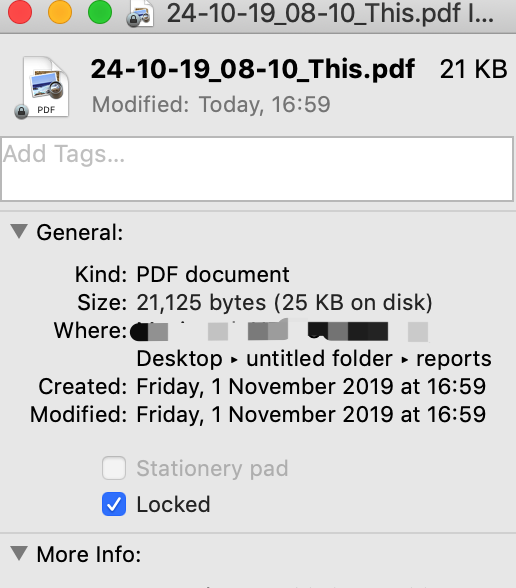 24-10-19_08-10_This.pdf I...
24-10-19_08-10_This.pdf 21 KB
Modified: Today, 16:59
PDF
Add Tags...
General:
Kind: PDF document
Size: 21,125 bytes (25 KB on disk)
Where:
Desktop ▸ untitled folder ▸ reports
Created: Friday, 1 November 2019 at 16:59
Modified: Friday, 1 November 2019 at 16:59
Stationery pad
Locked
More Info: